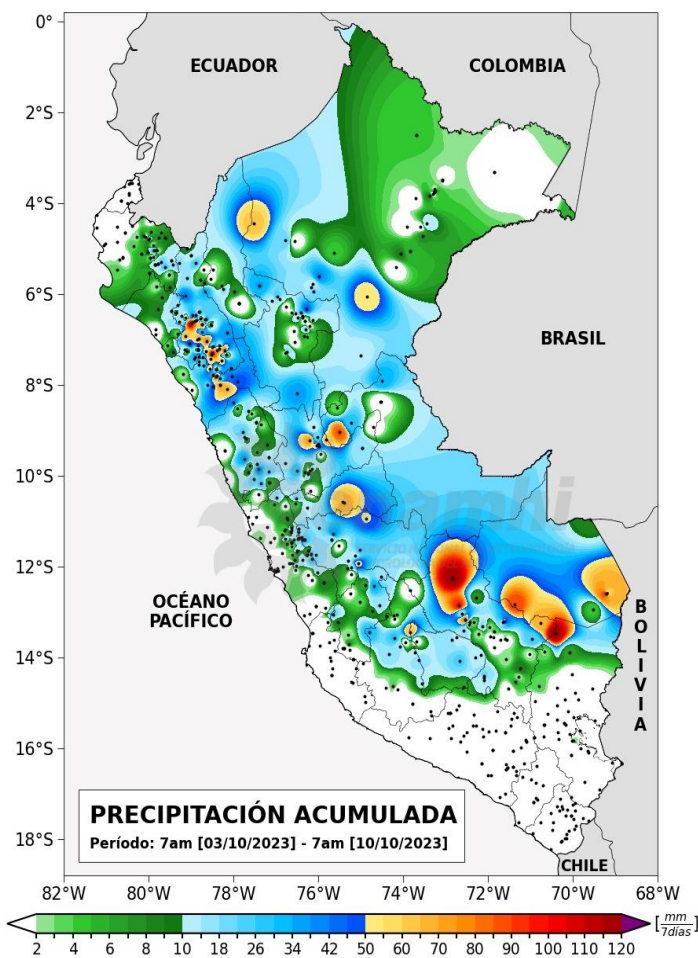 0°
ECUADOR
COLOMBIA
2°S
4°S
6°S
BRASIL
8°S
10°S
12°S
OCÉANO
PACÍFICO
B
O
L
I
V
I
A
14°S
16°S
PRECIPITACIÓN ACUMULADA
Período: 7am [03/10/2023] - 7am [10/10/2023]
18°S
CHILE
82°W 80°W 78°W 76°W 74°W 72°W 70°W 68°W
2 4 6 8 10 18 26 34 42 50 60 70 80 90 100 110 120
[mm/7días]